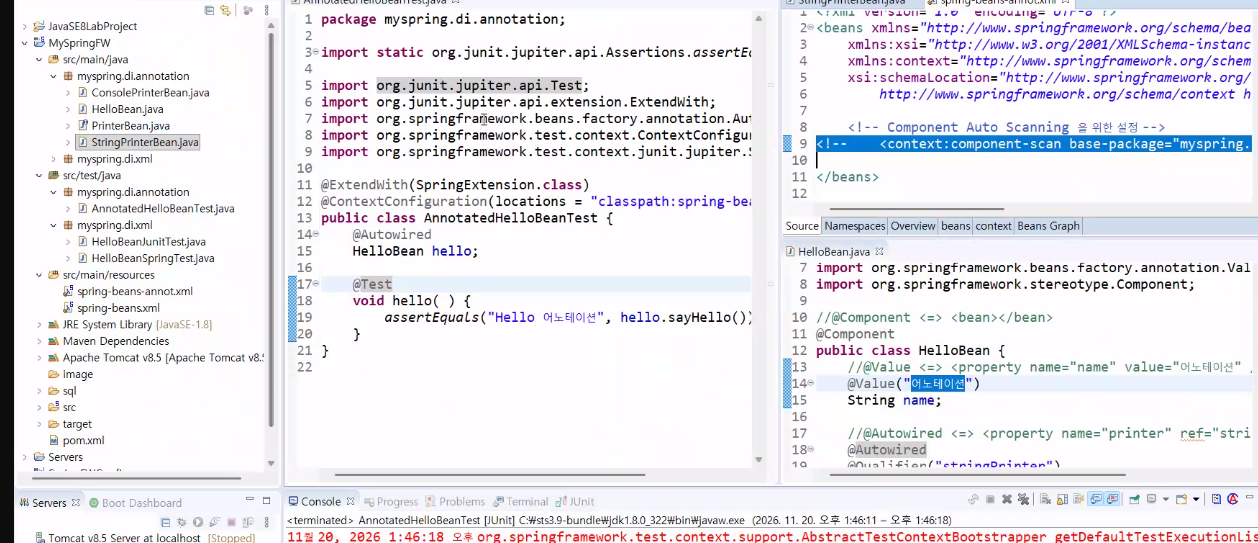 JavaSE8LabProject
MySpringFW
src/main/java
myspring.di.annotation
ConsolePrinterBean.java
HelloBean.java
PrinterBean.java
StringPrinterBean.java
myspring.di.xml
src/test/java
myspring.di.annotation
AnnotatedHelloBeanTest.java
myspring.di.xml
HelloBeanJunitTest.java
HelloBeanSpringTest.java
src/main/resources
spring-beans-annot.xml
spring-beans.xml
JRE System Library [JavaSE-1.8]
Maven Dependencies
Apache Tomcat v8.5 [Apache Tomcat v8.5]
image
sql
src
target
pom.xml
Servers
1 package myspring.di.annotation;
2
3 import static org.junit.jupiter.api.Assertions.assertEq
4
5 import org.junit.jupiter.api.Test;
6 import org.junit.jupiter.api.extension.ExtendWith;
7 import org.springframework.beans.factory.annotation.Aut
8 import org.springframework.test.context.ContextConfigur
9 import org.springframework.test.context.junit.jupiter.S
10
11 @ExtendWith(SpringExtension.class)
12 @ContextConfiguration(locations = "classpath:spring-bea
13 public class AnnotatedHelloBeanTest {
14 @Autowired
15 HelloBean hello;
16
17 @Test
18 void hello( ) {
19 assertEquals("Hello 어노테이션", hello.sayHello())
20 }
21 }
22
1 <?xml version="1.0" encoding="UTF-8"?>
2 <beans xmlns="http://www.springframework.org/schema/bea
3 xmlns:xsi="http://www.w3.org/2001/XMLSchema-instanc
4 xmlns:context="http://www.springframework.org/schem
5 xsi:schemaLocation="http://www.springframework.org/
6 http://www.springframework.org/schema/context h
7
8 <!-- Component Auto Scanning 을 위한 설정 -->
9 <!-- <context:component-scan base-package="myspring.
10
11 </beans>
12
Source Namespaces Overview beans context Beans Graph
HelloBean.java
7 import org.springframework.beans.factory.annotation.Val
8 import org.springframework.stereotype.Component;
9
10 //@Component <=> <bean></bean>
11 @Component
12 public class HelloBean {
13 //@Value <=> <property name="name" value="어노테이션" /
14 @Value("어노테이션")
15 String name;
16
17 //@Autowired <=> <property name="printer" ref="stri
18 @Autowired
19 @Qualifier("stringPrinter")
Servers Boot Dashboard
Tomcat v8.5 Server at localhost [Stopped]
Console Progress Problems Terminal JUnit
<terminated> AnnotatedHelloBeanTest [JUnit] C:₩sts3.9-bundle₩jdk1.8.0_322₩bin₩javaw.exe (2026. 11. 20. 오후 1:46:11 – 오후 1:46:18)
11월 20, 2026 1:46:18 오후 org.springframework.test.context.support.AbstractTestContextBootstrapper getDefaultTestExecutionLis